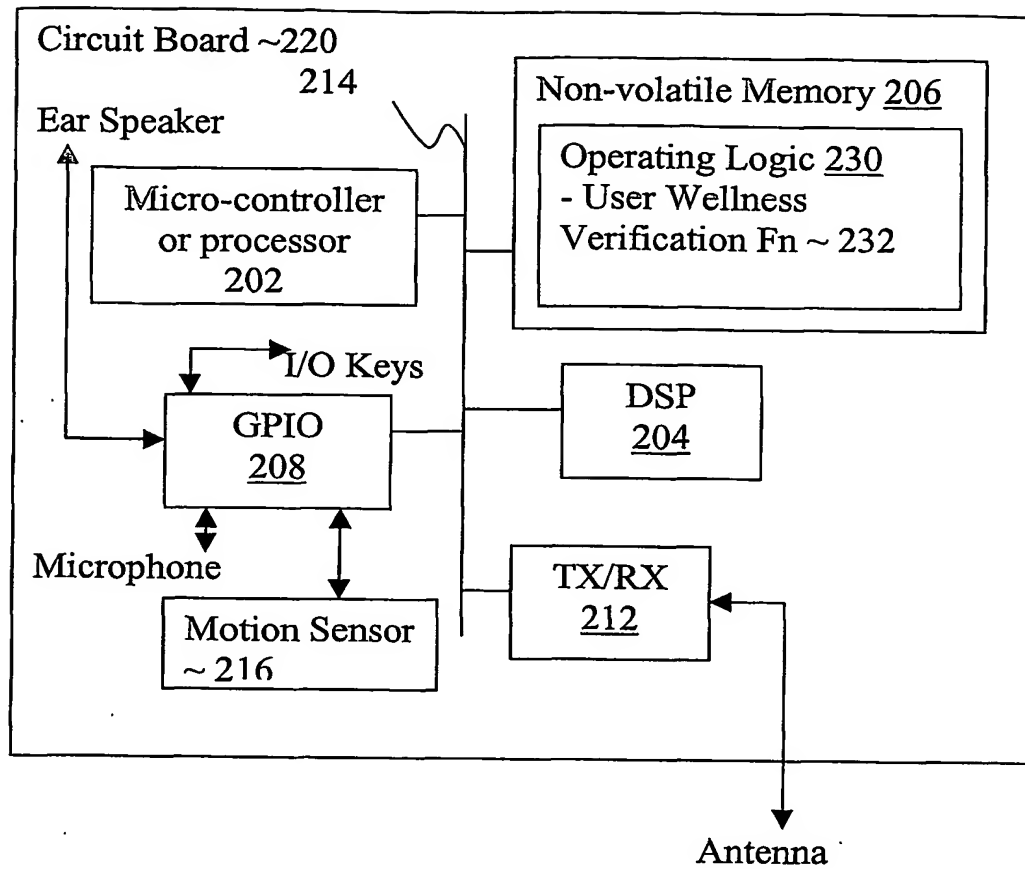 Circuit Board ~220
214
Ear Speaker
Micro-controller
or processor
202
Non-volatile Memory 206
Operating Logic 230
- User Wellness
Verification Fn ~ 232
I/O Keys
GPIO
208
DSP
204
Microphone
Motion Sensor
~ 216
TX/RX
212
Antenna